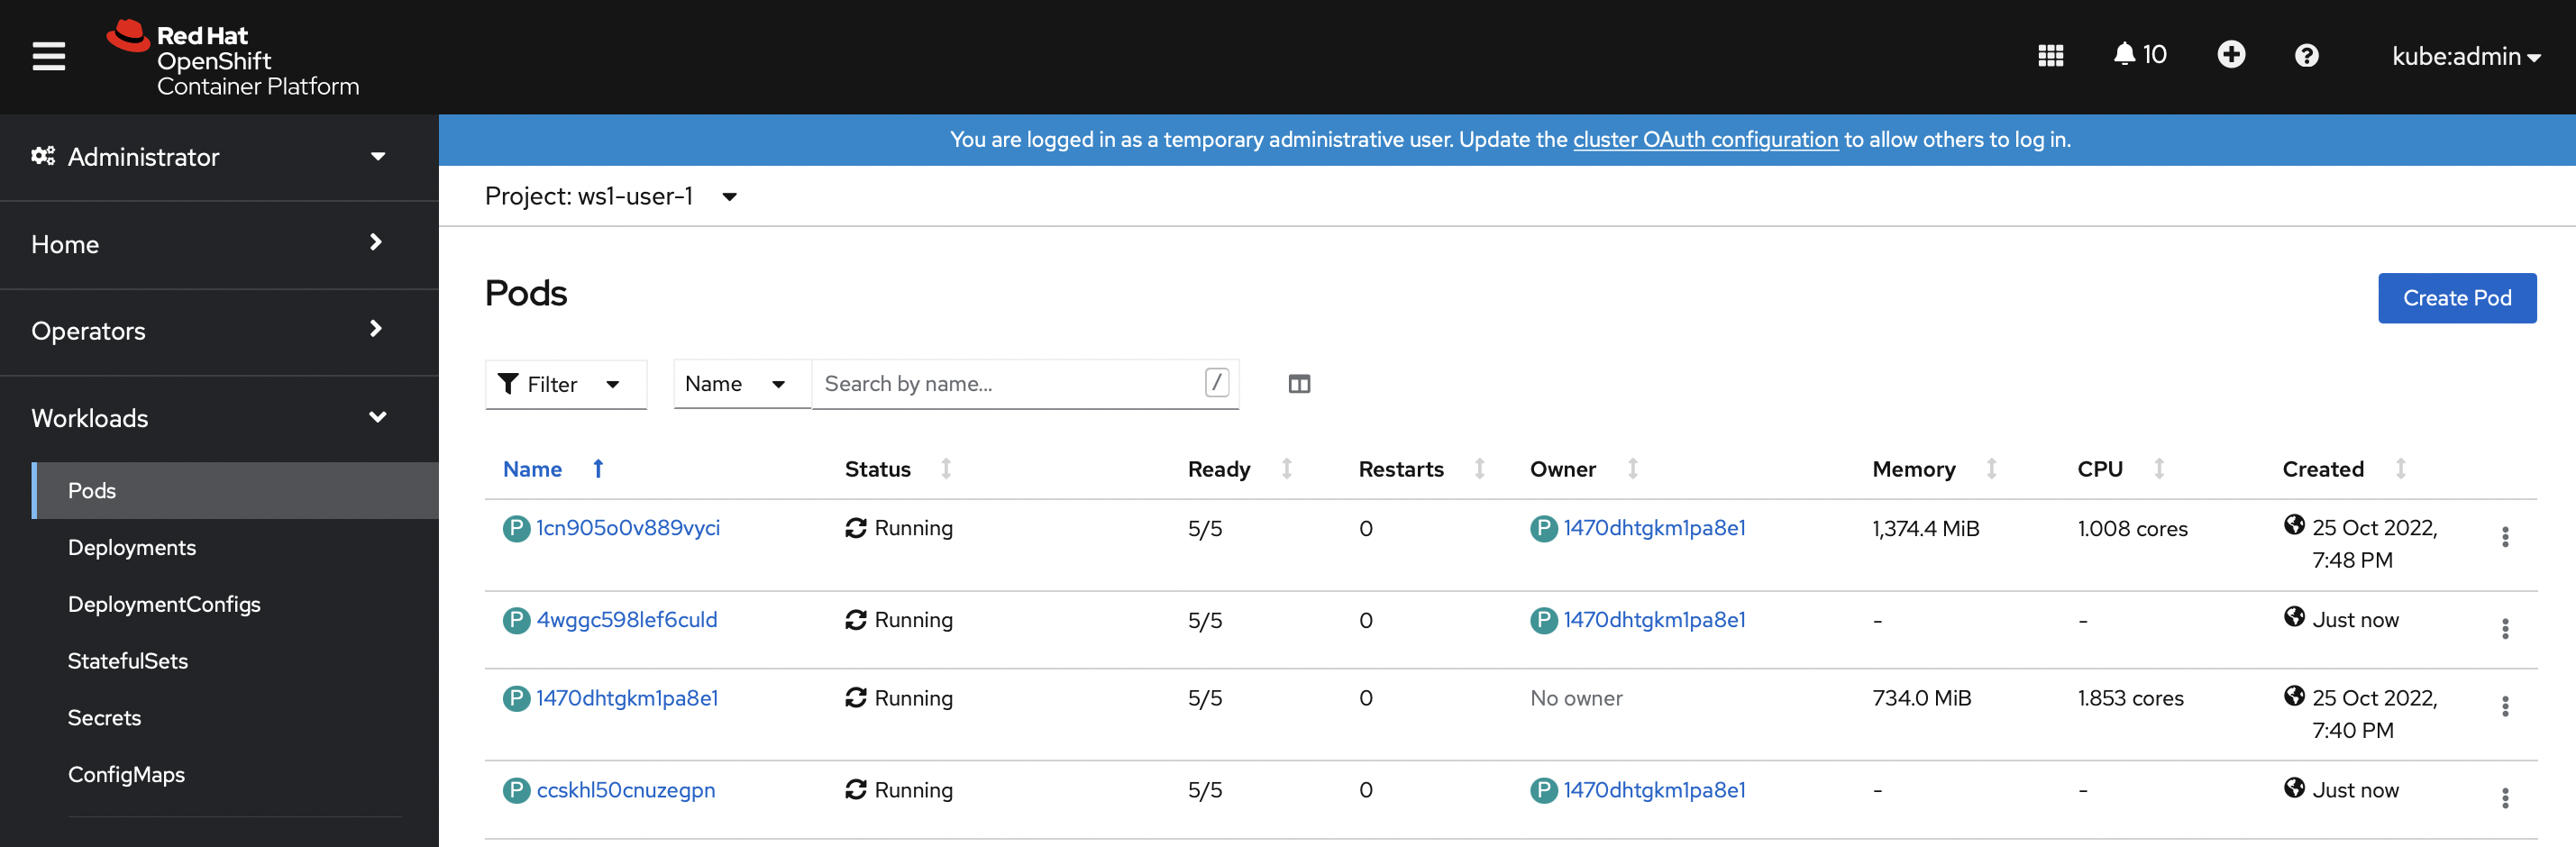 Red Hat
OpenShift
Container Platform
10
kube:admin
Administrator
Home
Operators
Workloads
Pods
Deployments
DeploymentConfigs
StatefulSets
Secrets
ConfigMaps
You are logged in as a temporary administrative user. Update the cluster OAuth configuration to allow others to log in.
Project: ws1-user-1
Pods
Create Pod
Filter
Name
Search by name...
/
Name Status Ready Restarts Owner Memory CPU Created
P 1cn905o0v889vyci Running 5/5 0 P 1470dhtgkm1pa8e1 1,374.4 MiB 1.008 cores 25 Oct 2022,
7:48 PM
P 4wggc598lef6culd Running 5/5 0 P 1470dhtgkm1pa8e1 - - Just now
P 1470dhtgkm1pa8e1 Running 5/5 0 No owner 734.0 MiB 1.853 cores 25 Oct 2022,
7:40 PM
P ccskhl50cnuzegpn Running 5/5 0 P 1470dhtgkm1pa8e1 - - Just now